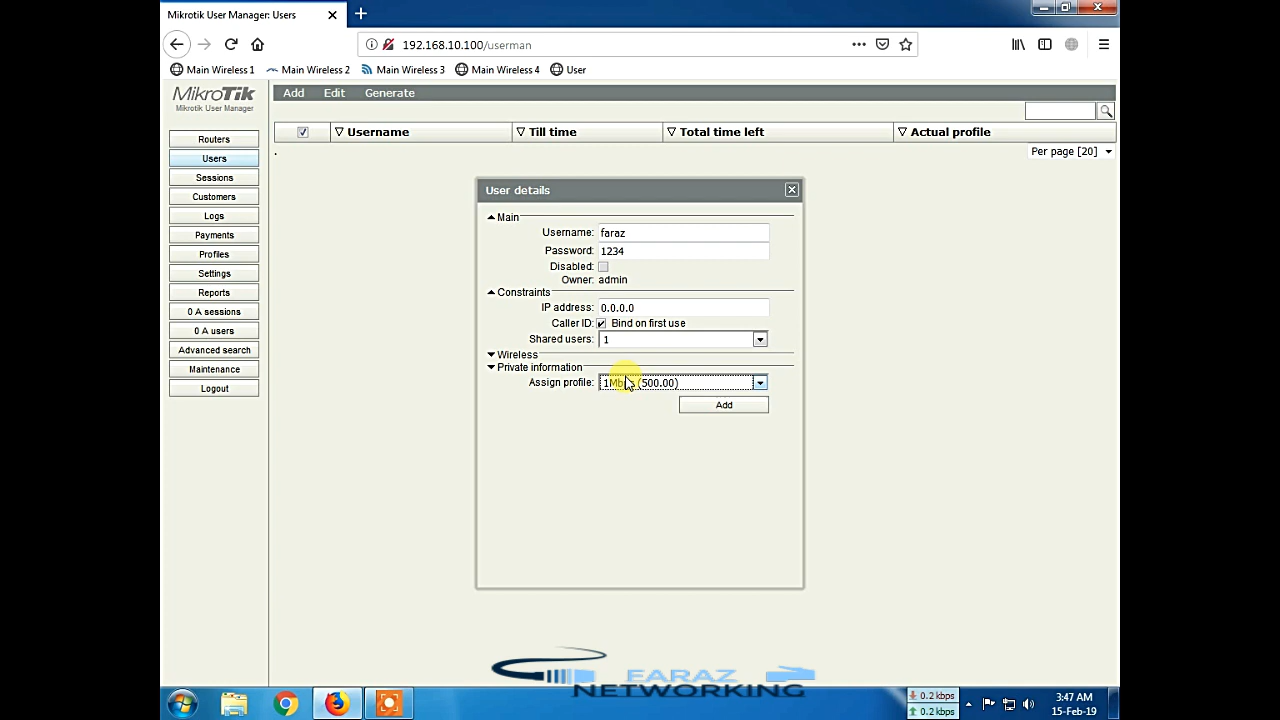 Mikrotik User Manager: Users
192.168.10.100/userman
Main Wireless 1 Main Wireless 2 Main Wireless 3 Main Wireless 4 User
MikroTik
Mikrotik User Manager
Add Edit Generate
Username Till time Total time left Actual profile
Per page [20]
Routers
Users
Sessions
Customers
Logs
Payments
Profiles
Settings
Reports
0 A sessions
0 A users
Advanced search
Maintenance
Logout
User details
Main
Username: faraz
Password: 1234
Disabled:
Owner: admin
Constraints
IP address: 0.0.0.0
Caller ID: Bind on first use
Shared users: 1
Wireless
Private information
Assign profile: (500.00)
Add
FARAZ
NETWORKING
0.2 kbps
0.2 kbps
3:47 AM
15-Feb-19